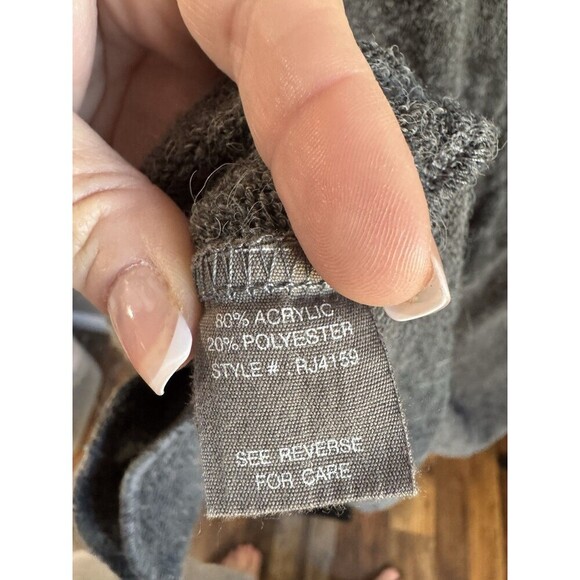 80% ACRYLIC
20% POLYESTER
STYLE # RJ4159
SEE REVERSE
FOR CARE